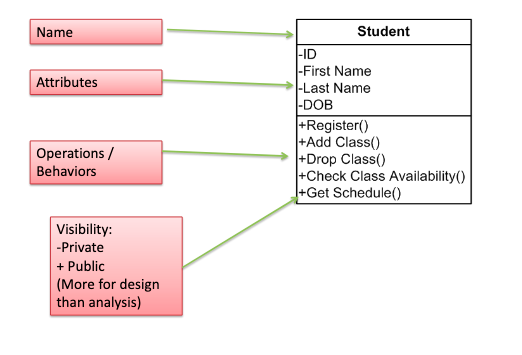 Name
Attributes
Operations /
Behaviors
Visibility:
-Private
+ Public
(More for design
than analysis)
Student
-ID
-First Name
-Last Name
-DOB
+Register()
+Add Class()
+Drop Class()
+Check Class Availability()
+Get Schedule()